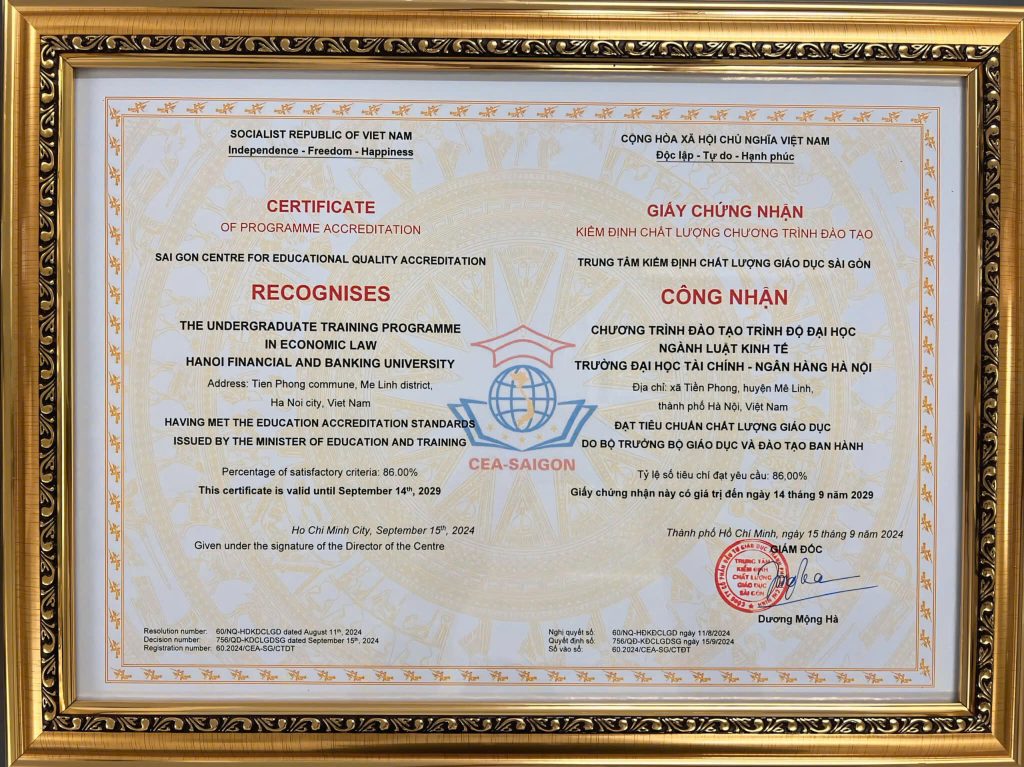 SOCIALIST REPUBLIC OF VIET NAM
Independence - Freedom - Happiness
CERTIFICATE
OF PROGRAMME ACCREDITATION
SAI GON CENTRE FOR EDUCATIONAL QUALITY ACCREDITATION
RECOGNISES
THE UNDERGRADUATE TRAINING PROGRAMME
IN ECONOMIC LAW
HANOI FINANCIAL AND BANKING UNIVERSITY
Address: Tien Phong commune, Me Linh district,
Ha Noi city, Viet Nam
HAVING MET THE EDUCATION ACCREDITATION STANDARDS
ISSUED BY THE MINISTER OF EDUCATION AND TRAINING
Percentage of satisfactory criteria: 86.00%
This certificate is valid until September 14th, 2029
Ho Chi Minh City, September 15th, 2024
Given under the signature of the Director of the Centre
Resolution number: 60/NQ-HDKDCLGD dated August 11th, 2024
Decision number: 756/QD-KDCLGDSG dated September 15th, 2024
Registration number: 60.2024/CEA-SG/CTDT
CEA-SAIGON
CỘNG HÒA XÃ HỘI CHỦ NGHĨA VIỆT NAM
Độc lập - Tự do - Hạnh phúc
GIẤY CHỨNG NHẬN
KIỂM ĐỊNH CHẤT LƯỢNG CHƯƠNG TRÌNH ĐÀO TẠO
TRUNG TÂM KIỂM ĐỊNH CHẤT LƯỢNG GIÁO DỤC SÀI GÒN
CÔNG NHẬN
CHƯƠNG TRÌNH ĐÀO TẠO TRÌNH ĐỘ ĐẠI HỌC
NGÀNH LUẬT KINH TẾ
TRƯỜNG ĐẠI HỌC TÀI CHÍNH - NGÂN HÀNG HÀ NỘI
Địa chỉ: xã Tiền Phong, huyện Mê Linh,
thành phố Hà Nội, Việt Nam
ĐẠT TIÊU CHUẨN CHẤT LƯỢNG GIÁO DỤC
DO BỘ TRƯỞNG BỘ GIÁO DỤC VÀ ĐÀO TẠO BAN HÀNH
Tỷ lệ số tiêu chí đạt yêu cầu: 86,00%
Giấy chứng nhận này có giá trị đến ngày 14 tháng 9 năm 2029
Thành phố Hồ Chí Minh, ngày 15 tháng 9 năm 2024
GIÁM ĐỐC
TRUNG TÂM
KIỂM ĐỊNH
CHẤT LƯỢNG
GIÁO DỤC
SÀI GÒN
Dương Mộng Hà
Nghị quyết số: 60/NQ-HĐKĐCLGD ngày 11/8/2024
Quyết định số: 756/QĐ-KĐCLGDSG ngày 15/9/2024
Số vào sổ: 60.2024/CEA-SG/CTĐT